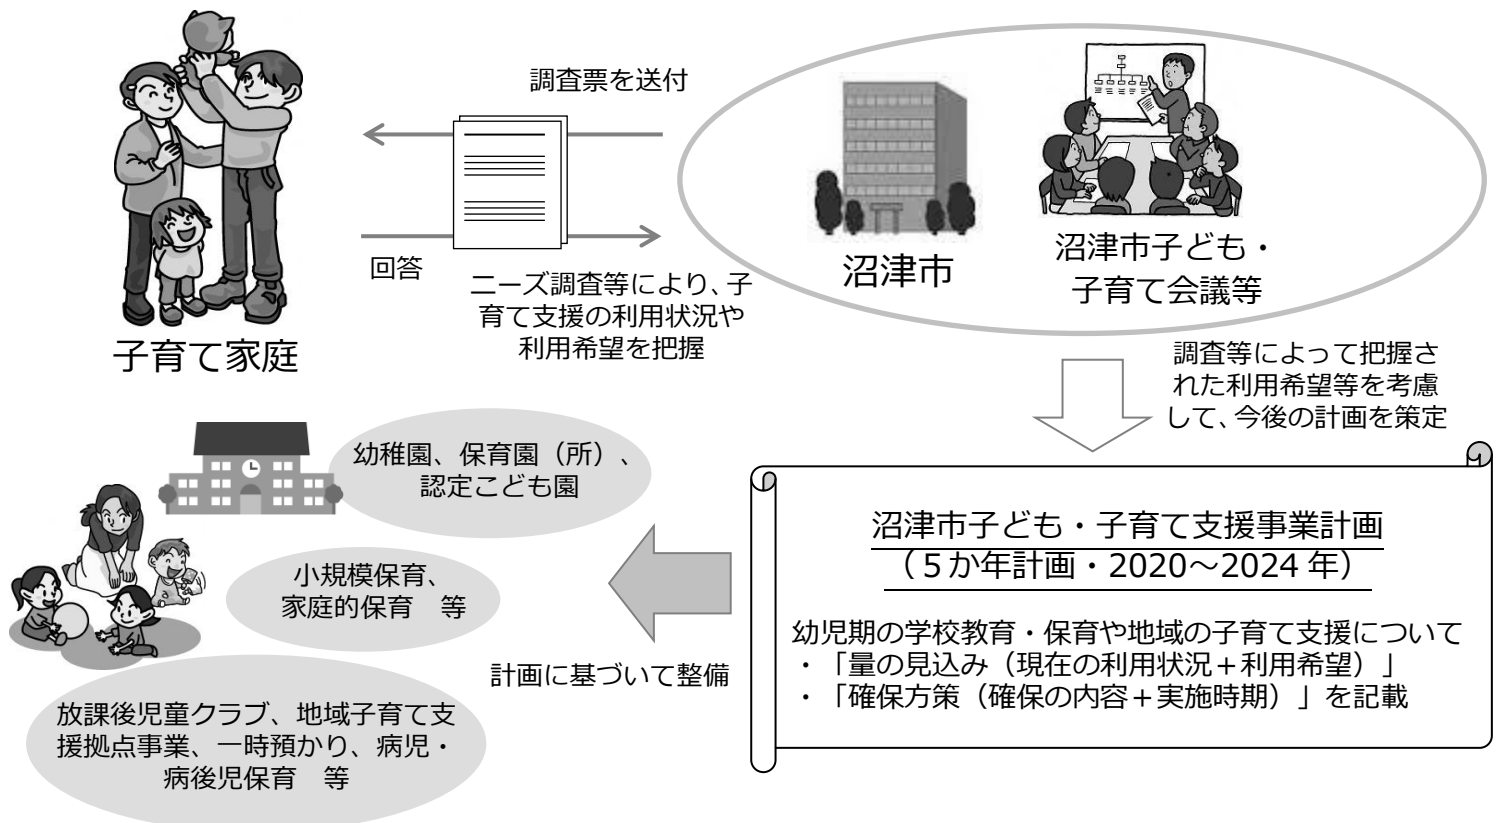 調査票を送付
回答
ニーズ調査等により、子
育て支援の利用状況や
利用希望を把握
子育て家庭
沼津市
沼津市子ども・
子育て会議等
調査等によって把握さ
れた利用希望等を考慮
して、今後の計画を策定
沼津市子ども・子育て支援事業計画
（５か年計画・2020～2024 年）
幼児期の学校教育・保育や地域の子育て支援について
・「量の見込み（現在の利用状況＋利用希望）」
・「確保方策（確保の内容＋実施時期）」を記載
計画に基づいて整備
幼稚園、保育園（所）、
認定こども園
小規模保育、
家庭的保育　等
放課後児童クラブ、地域子育て支
援拠点事業、一時預かり、病児・
病後児保育　等